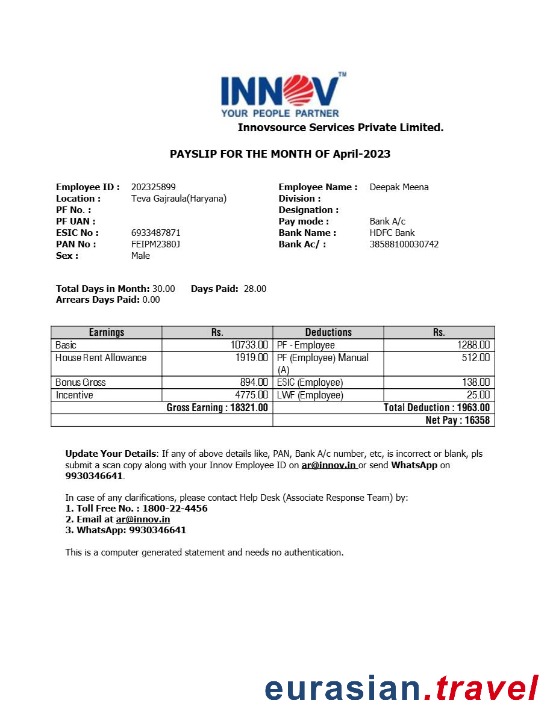 INNOV™
YOUR PEOPLE PARTNER
Innovsource Services Private Limited.
PAYSLIP FOR THE MONTH OF April-2023
Employee ID : 202325899 Employee Name : Deepak Meena
Location : Teva Gajraula(Haryana) Division :
PF No. : Designation :
PF UAN : Pay mode : Bank A/c
ESIC No : 6933487871 Bank Name : HDFC Bank
PAN No : FEIPM2380J Bank Ac/ : 38588100030742
Sex : Male
Total Days in Month: 30.00 Days Paid: 28.00
Arrears Days Paid: 0.00
Earnings Rs. Deductions Rs.
Basic 10733.00 PF - Employee 1288.00
House Rent Allowance 1919.00 PF (Employee) Manual 512.00
(A)
Bonus Gross 894.00 ESIC (Employee) 138.00
Incentive 4775.00 LWF (Employee) 25.00
Gross Earning : 18321.00 Total Deduction : 1963.00
Net Pay : 16358
Update Your Details: If any of above details like, PAN, Bank A/c number, etc, is incorrect or blank, pls
submit a scan copy along with your Innov Employee ID on ar@innov.in or send WhatsApp on
9930346641.
In case of any clarifications, please contact Help Desk (Associate Response Team) by:
1. Toll Free No. : 1800-22-4456
2. Email at ar@innov.in
3. WhatsApp: 9930346641
This is a computer generated statement and needs no authentication.
eurasian.travel